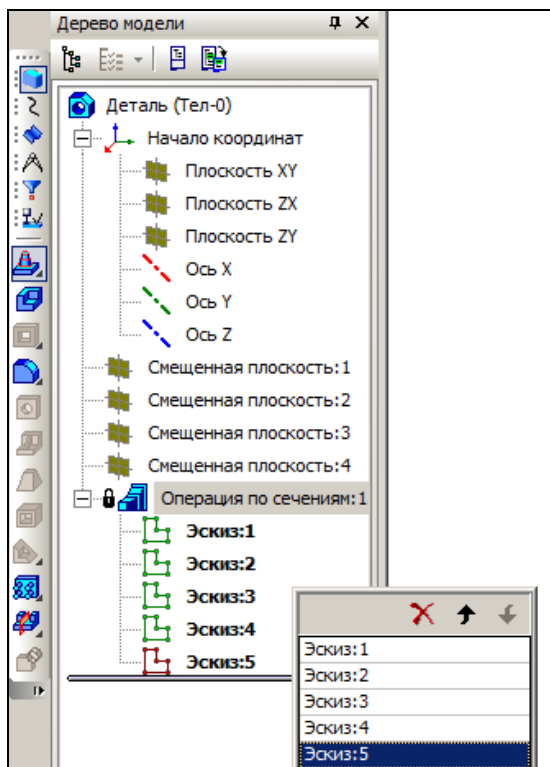 Дерево модели
Деталь (Тел-0)
Начало координат
Плоскость XY
Плоскость ZX
Плоскость ZY
Ось X
Ось Y
Ось Z
Смещенная плоскость:1
Смещенная плоскость:2
Смещенная плоскость:3
Смещенная плоскость:4
Операция по сечениям:1
Эскиз:1
Эскиз:2
Эскиз:3
Эскиз:4
Эскиз:5
Эскиз:1
Эскиз:2
Эскиз:3
Эскиз:4
Эскиз:5